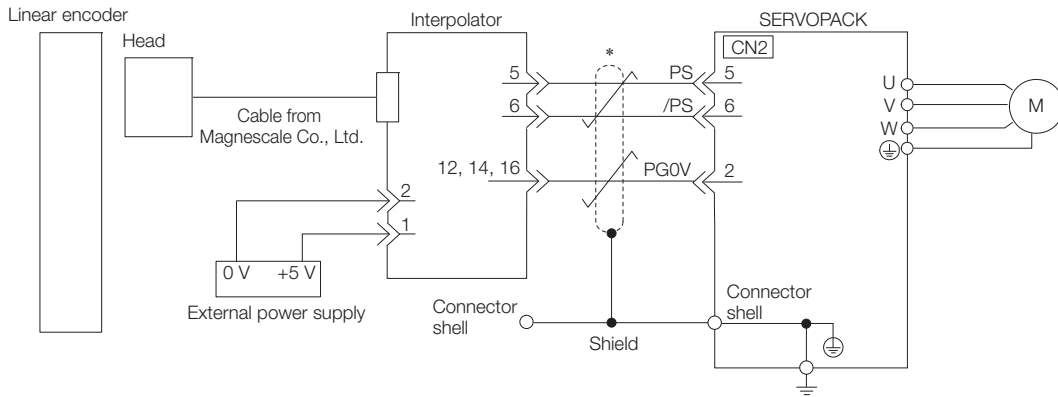 Linear encoder
Head
Cable from
Magnescale Co., Ltd.
Interpolator
5
6
12, 14, 16
2
1
0 V +5 V
External power supply
*
PS
/PS
PG0V
Connector
shell
Shield
SERVOPACK
CN2
5
6
2
Connector
shell
U
V
W
M